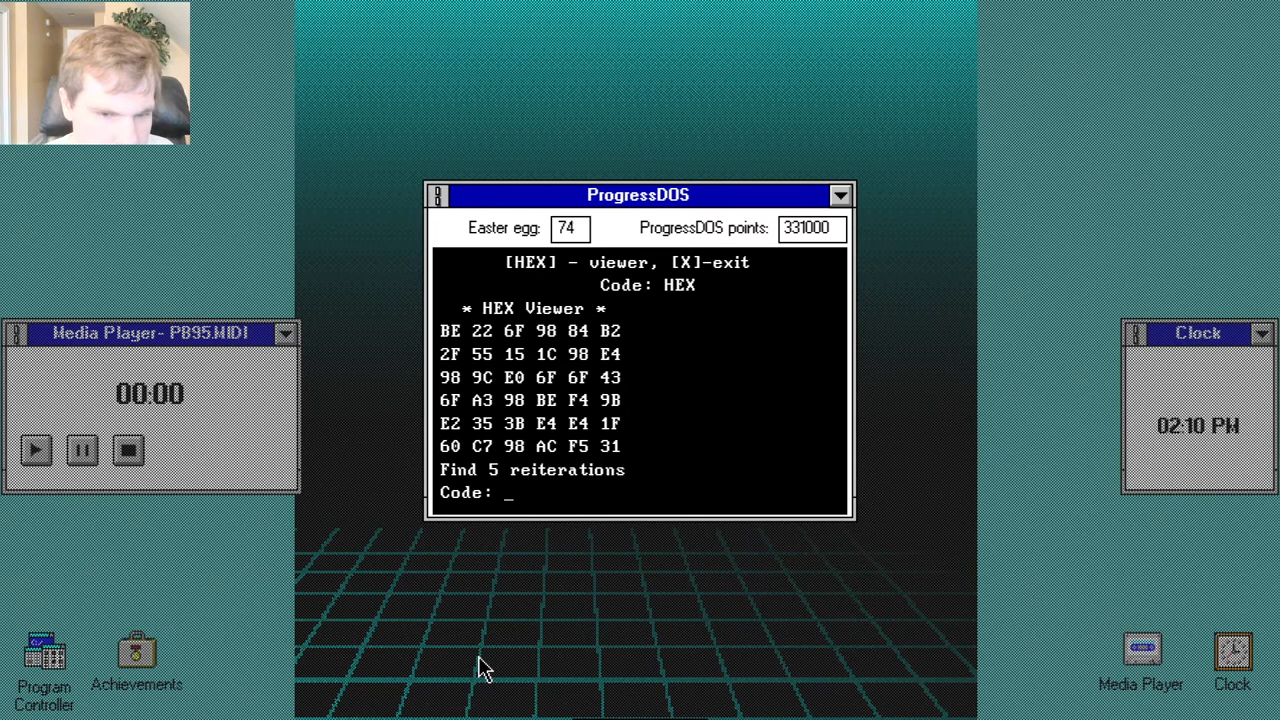 ProgressDOS
Easter egg: 74 ProgressDOS points: 331000
[HEX] - viewer, [X]-exit
Code: HEX
* HEX Viewer *
BE 22 6F 98 84 B2
2F 55 15 1C 98 E4
98 9C E0 6F 6F 43
6F A3 98 BE F4 9B
E2 35 3B E4 E4 1F
60 C7 98 AC F5 31
Find 5 reiterations
Code: _
Media Player- PB95.MIDI
00:00
Clock
02:10 PM
Program
Controller
Achievements
Media Player
Clock